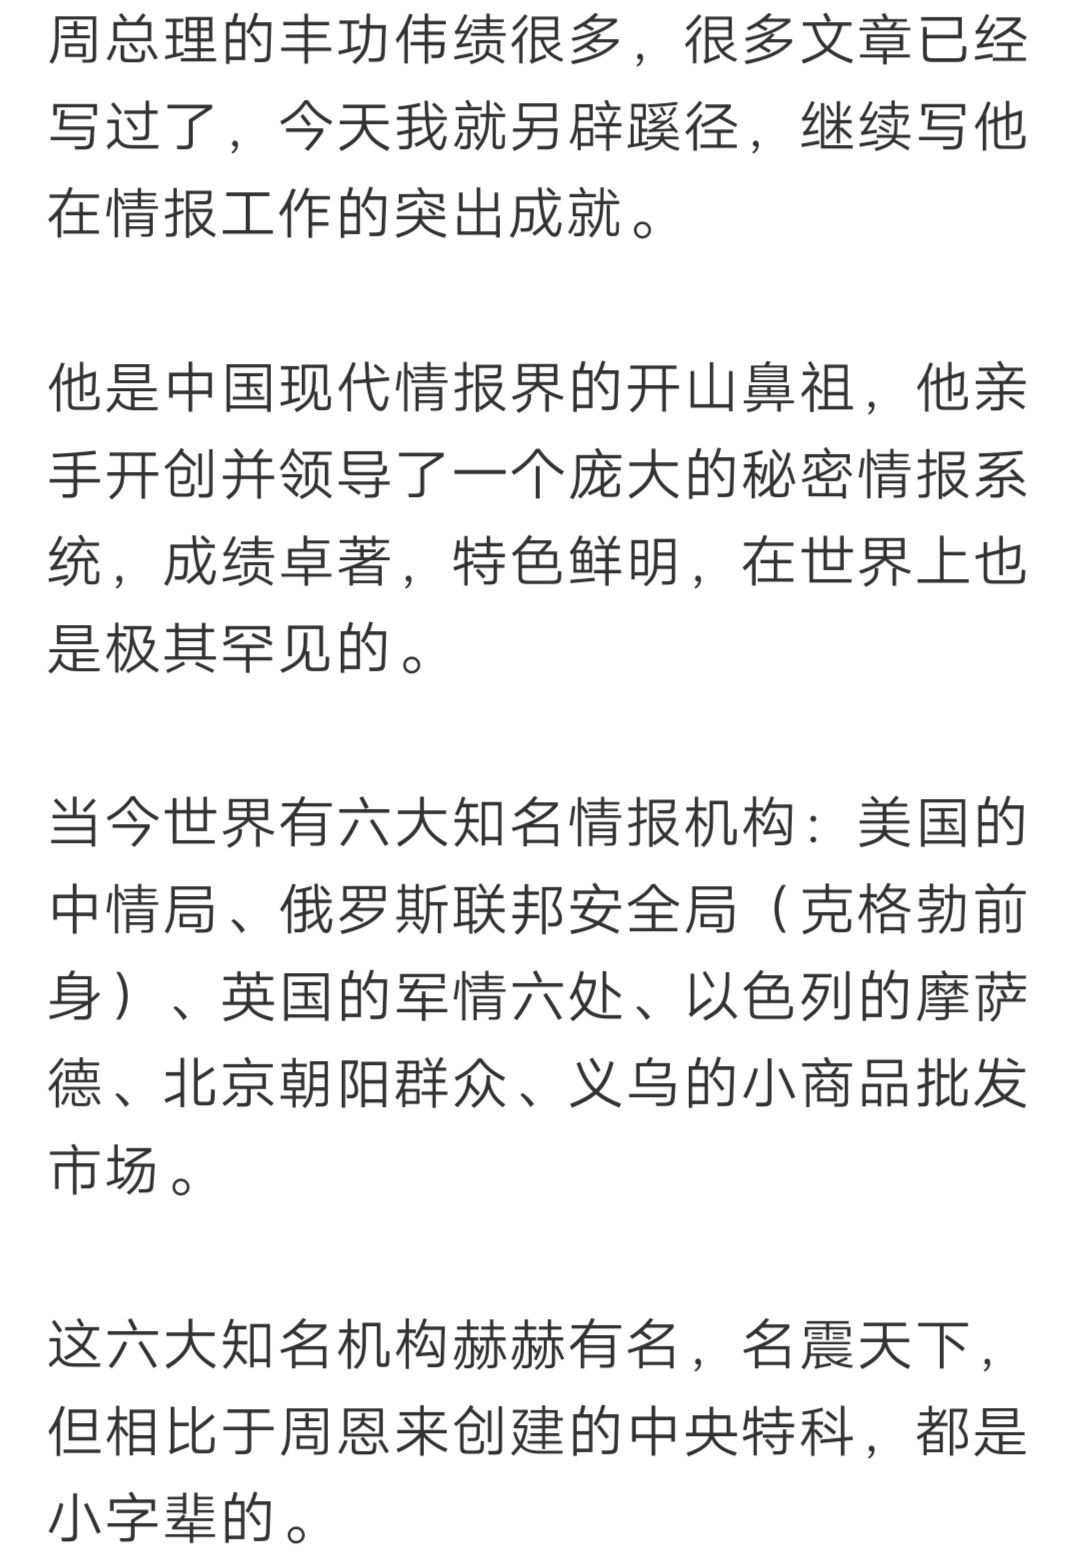 周总理的丰功伟绩很多，很多文章已经
写过了，今天我就另辟蹊径，继续写他
在情报工作的突出成就。
他是中国现代情报界的开山鼻祖，他亲
手开创并领导了一个庞大的秘密情报系
统，成绩卓著，特色鲜明，在世界上也
是极其罕见的。
当今世界有六大知名情报机构：美国的
中情局、俄罗斯联邦安全局（克格勃前
身）、英国的军情六处、以色列的摩萨
德、北京朝阳群众、义乌的小商品批发
市场。
这六大知名机构赫赫有名，名震天下，
但相比于周恩来创建的中央特科，都是
小字辈的。